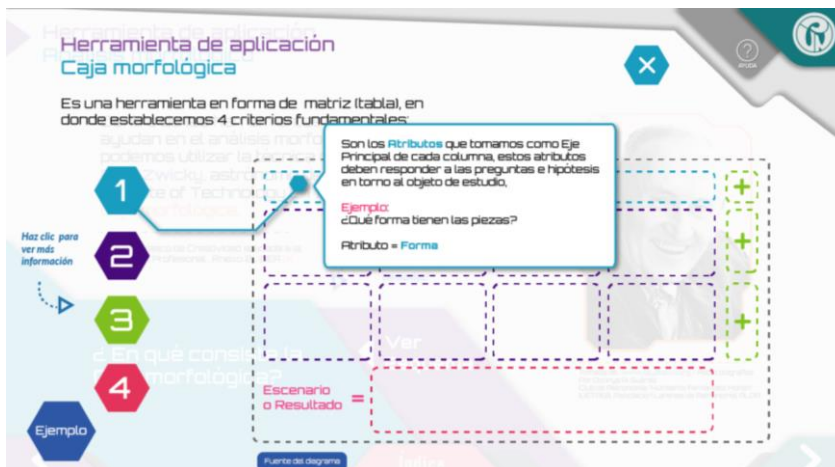 Herramienta de aplicación
Caja morfológica
AYUDA
Es una herramienta en forma de matriz (tabla), en
donde establecemos 4 criterios fundamentales:
Son los Atributos que tomamos como Eje
Principal de cada columna, estos atributos
deben responder a las preguntas e hipótesis
en torno al objeto de estudio,
Ejemplo:
¿Qué forma tienen las piezas?
Atributo = Forma
1
+
Haz clic para
ver más
información
2
+
3
+
4
Escenario
o Resultado =
Ejemplo
Fuente del diagrama